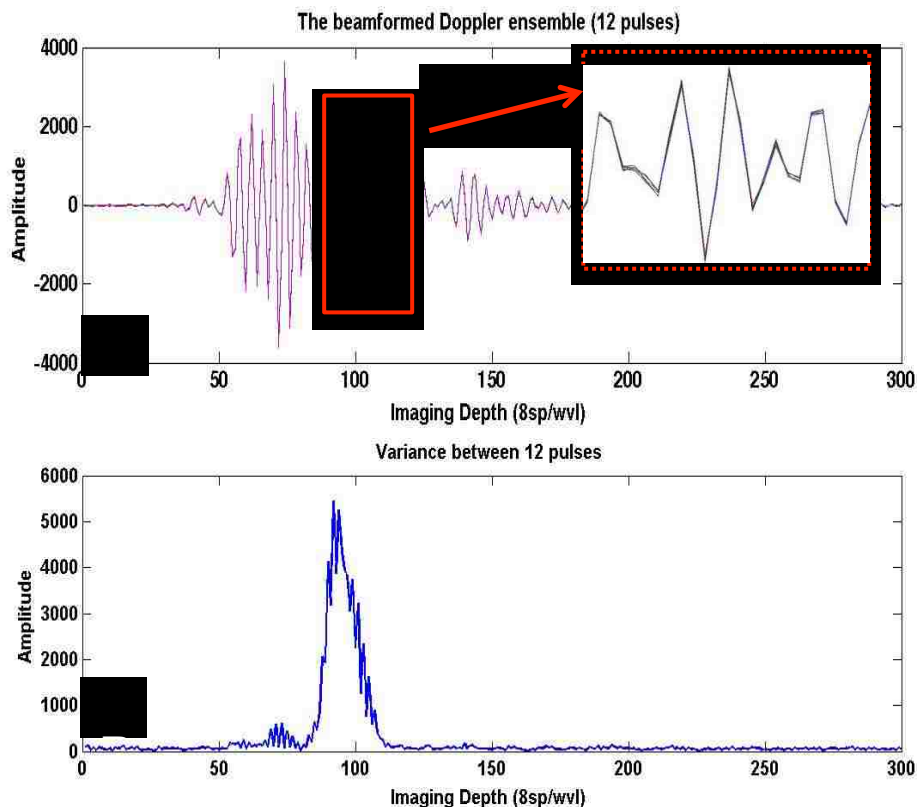 The beamformed Doppler ensemble (12 pulses)
4000
2000
0
-2000
-4000
Amplitude
0 50 100 150 200 250 300
Imaging Depth (8sp/wvl)
Variance between 12 pulses
6000
5000
4000
3000
2000
1000
0
Amplitude
0 50 100 150 200 250 300
Imaging Depth (8sp/wvl)